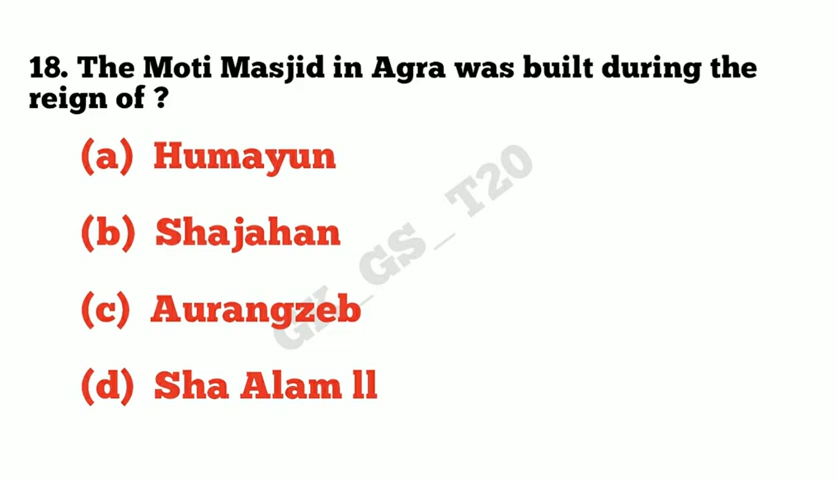 18. The Moti Masjid in Agra was built during the
reign of ?
(a) Humayun
(b) Shajahan
(c) Aurangzeb
(d) Sha Alam ll
GK_GS_T20